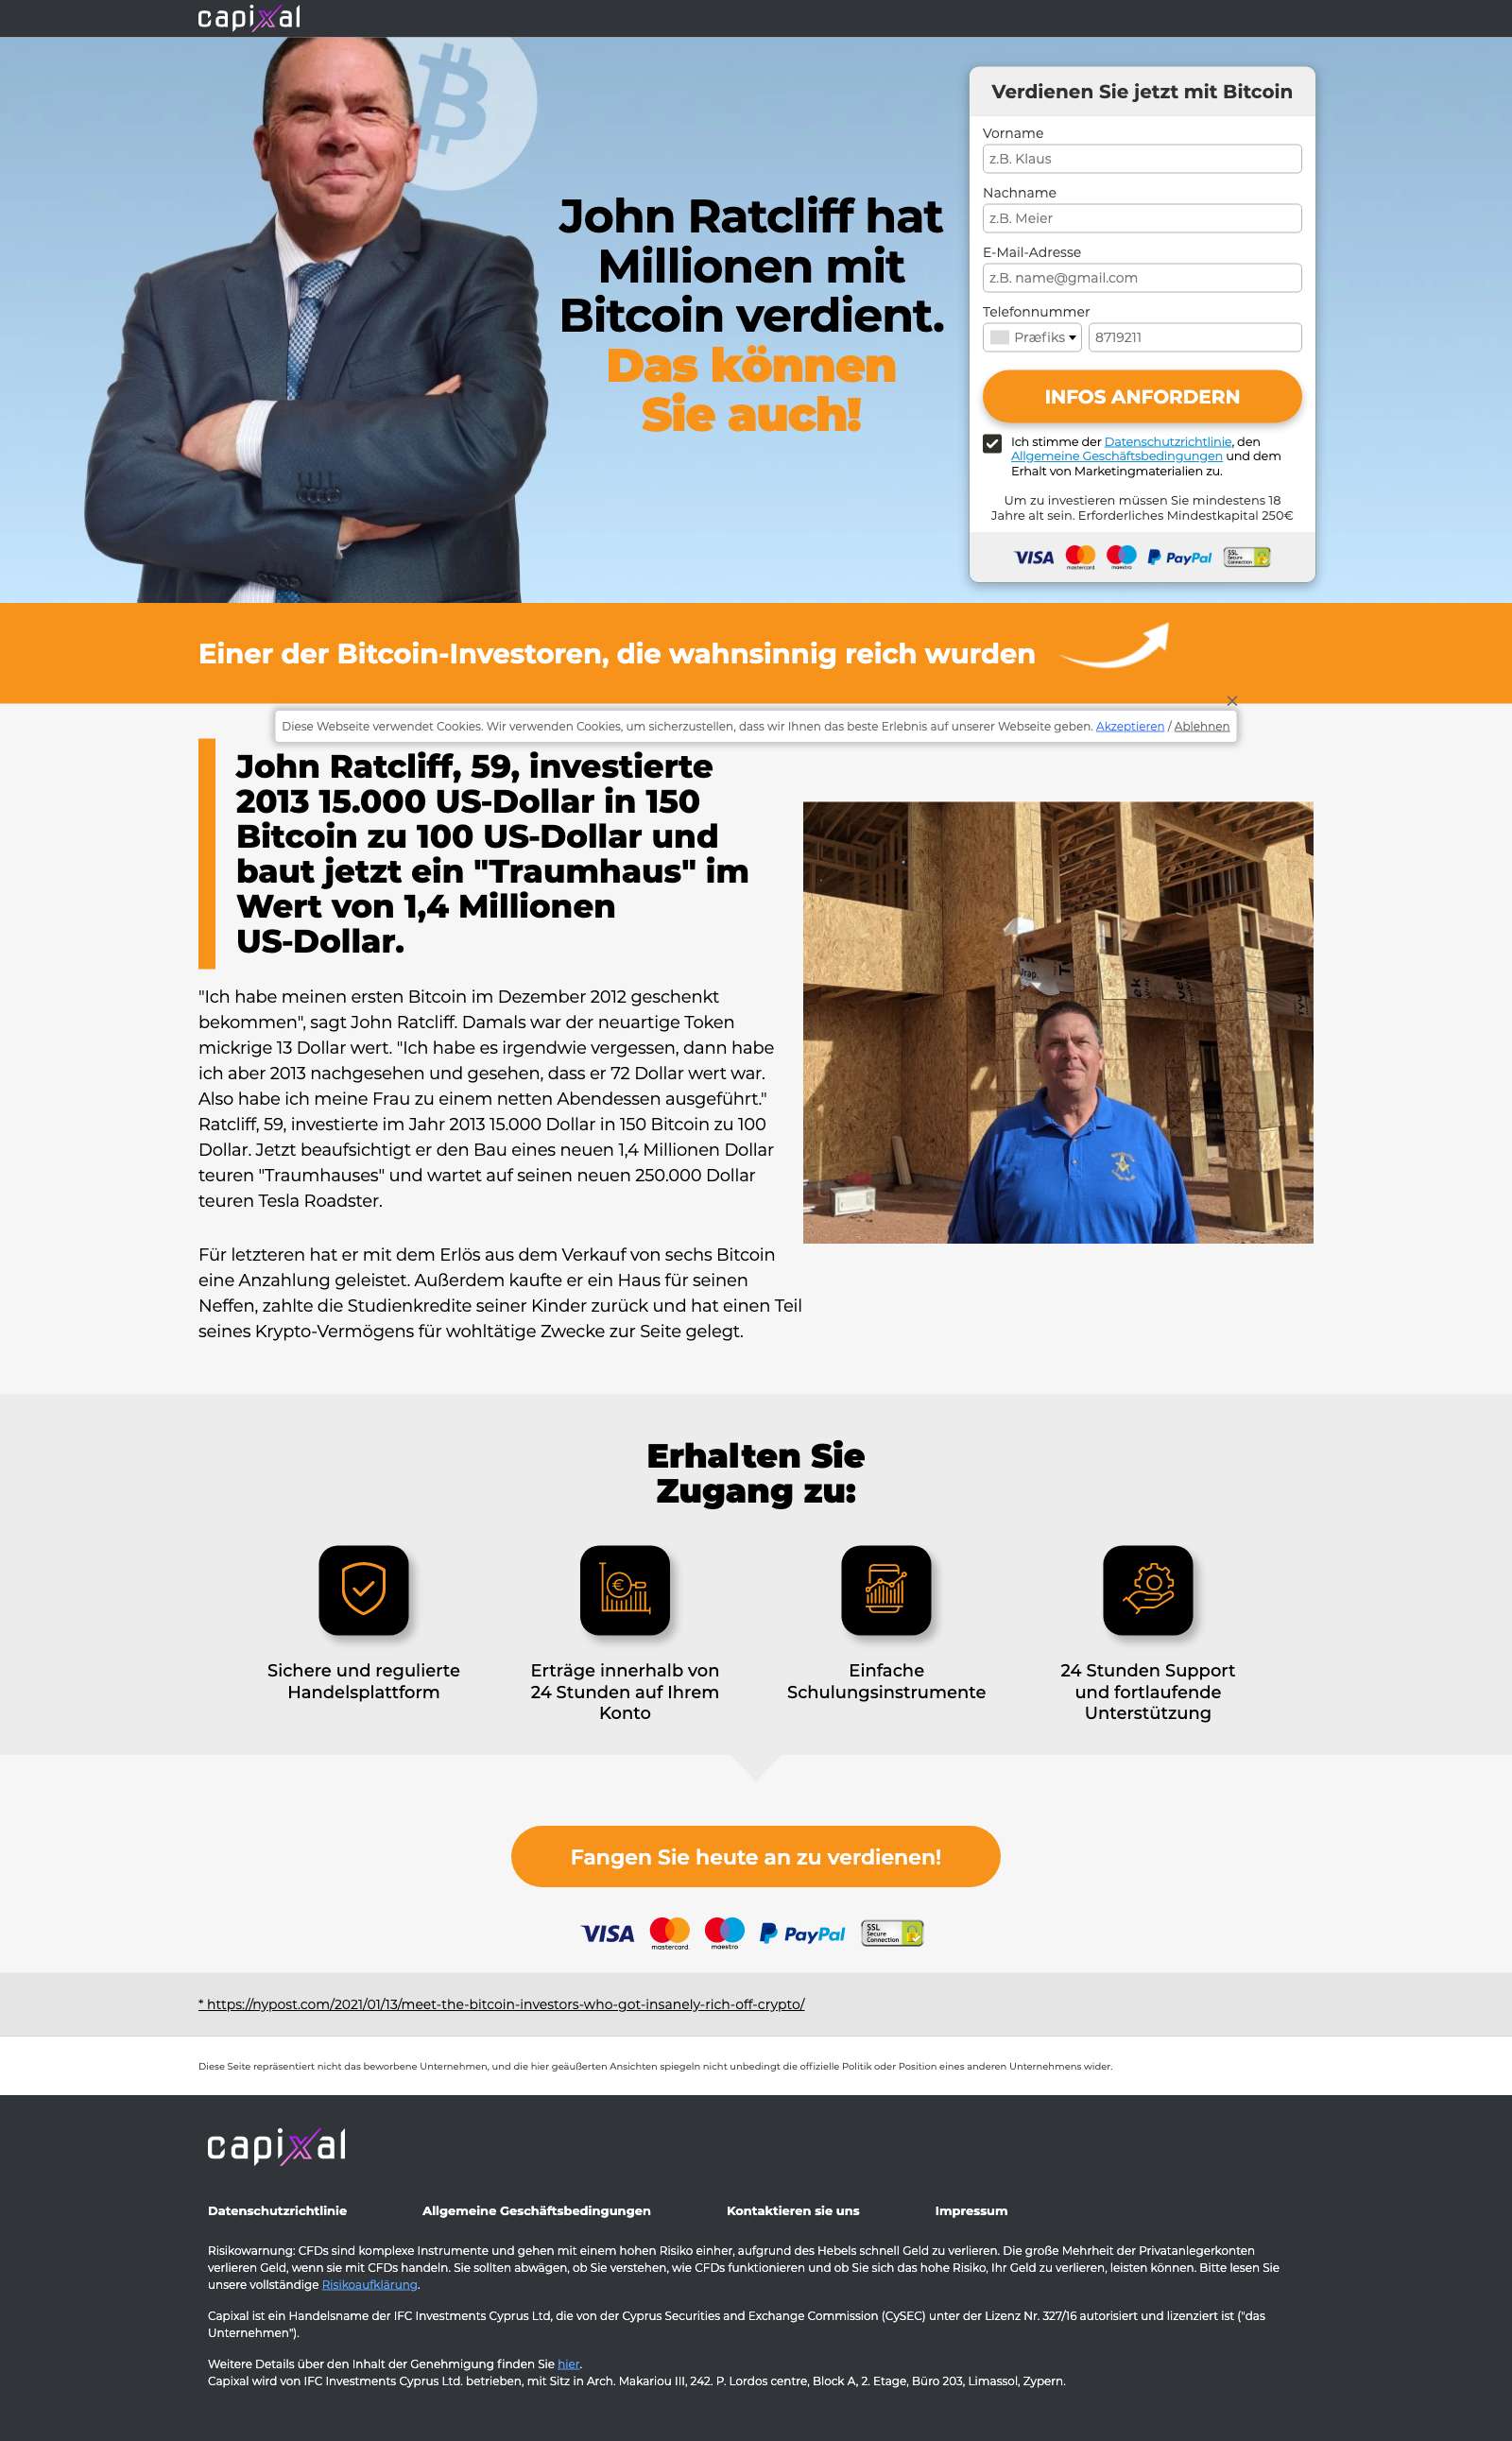 capixal
John Ratcliff hat
Millionen mit
Bitcoin verdient.
Das können
Sie auch!
Verdienen Sie jetzt mit Bitcoin
Vorname
z.B. Klaus
Nachname
z.B. Meier
E-Mail-Adresse
z.B. name@gmail.com
Telefonnummer
Præfiks 8719211
INFOS ANFORDERN
Ich stimme der Datenschutzrichtlinie, den
Allgemeine Geschäftsbedingungen und dem
Erhalt von Marketingmaterialien zu.
Um zu investieren müssen Sie mindestens 18
Jahre alt sein. Erforderliches Mindestkapital 250€
VISA mastercard maestro PayPal SSL Secure Connection
Einer der Bitcoin-Investoren, die wahnsinnig reich wurden
Diese Webseite verwendet Cookies. Wir verwenden Cookies, um sicherzustellen, dass wir Ihnen das beste Erlebnis auf unserer Webseite geben. Akzeptieren / Ablehnen
John Ratcliff, 59, investierte
2013 15.000 US-Dollar in 150
Bitcoin zu 100 US-Dollar und
baut jetzt ein "Traumhaus" im
Wert von 1,4 Millionen
US-Dollar.
"Ich habe meinen ersten Bitcoin im Dezember 2012 geschenkt
bekommen", sagt John Ratcliff. Damals war der neuartige Token
mickrige 13 Dollar wert. "Ich habe es irgendwie vergessen, dann habe
ich aber 2013 nachgesehen und gesehen, dass er 72 Dollar wert war.
Also habe ich meine Frau zu einem netten Abendessen ausgeführt."
Ratcliff, 59, investierte im Jahr 2013 15.000 Dollar in 150 Bitcoin zu 100
Dollar. Jetzt beaufsichtigt er den Bau eines neuen 1,4 Millionen Dollar
teuren "Traumhauses" und wartet auf seinen neuen 250.000 Dollar
teuren Tesla Roadster.
Für letzteren hat er mit dem Erlös aus dem Verkauf von sechs Bitcoin
eine Anzahlung geleistet. Außerdem kaufte er ein Haus für seinen
Neffen, zahlte die Studienkredite seiner Kinder zurück und hat einen Teil
seines Krypto-Vermögens für wohltätige Zwecke zur Seite gelegt.
Erhalten Sie
Zugang zu:
Sichere und regulierte
Handelsplattform
Erträge innerhalb von
24 Stunden auf Ihrem
Konto
Einfache
Schulungsinstrumente
24 Stunden Support
und fortlaufende
Unterstützung
Fangen Sie heute an zu verdienen!
VISA mastercard maestro PayPal SSL Secure Connection
* https://nypost.com/2021/01/13/meet-the-bitcoin-investors-who-got-insanely-rich-off-crypto/
Diese Seite repräsentiert nicht das beworbene Unternehmen, und die hier geäußerten Ansichten spiegeln nicht unbedingt die offizielle Politik oder Position eines anderen Unternehmens wider.
capixal
Datenschutzrichtlinie Allgemeine Geschäftsbedingungen Kontaktieren sie uns Impressum
Risikowarnung: CFDs sind komplexe Instrumente und gehen mit einem hohen Risiko einher, aufgrund des Hebels schnell Geld zu verlieren. Die große Mehrheit der Privatanlegerkonten
verlieren Geld, wenn sie mit CFDs handeln. Sie sollten abwägen, ob Sie verstehen, wie CFDs funktionieren und ob Sie sich das hohe Risiko, Ihr Geld zu verlieren, leisten können. Bitte lesen Sie
unsere vollständige Risikoaufklärung.
Capixal ist ein Handelsname der IFC Investments Cyprus Ltd, die von der Cyprus Securities and Exchange Commission (CySEC) unter der Lizenz Nr. 327/16 autorisiert und lizenziert ist ("das
Unternehmen").
Weitere Details über den Inhalt der Genehmigung finden Sie hier.
Capixal wird von IFC Investments Cyprus Ltd. betrieben, mit Sitz in Arch. Makariou III, 242. P. Lordos centre, Block A, 2. Etage, Büro 203, Limassol, Zypern.